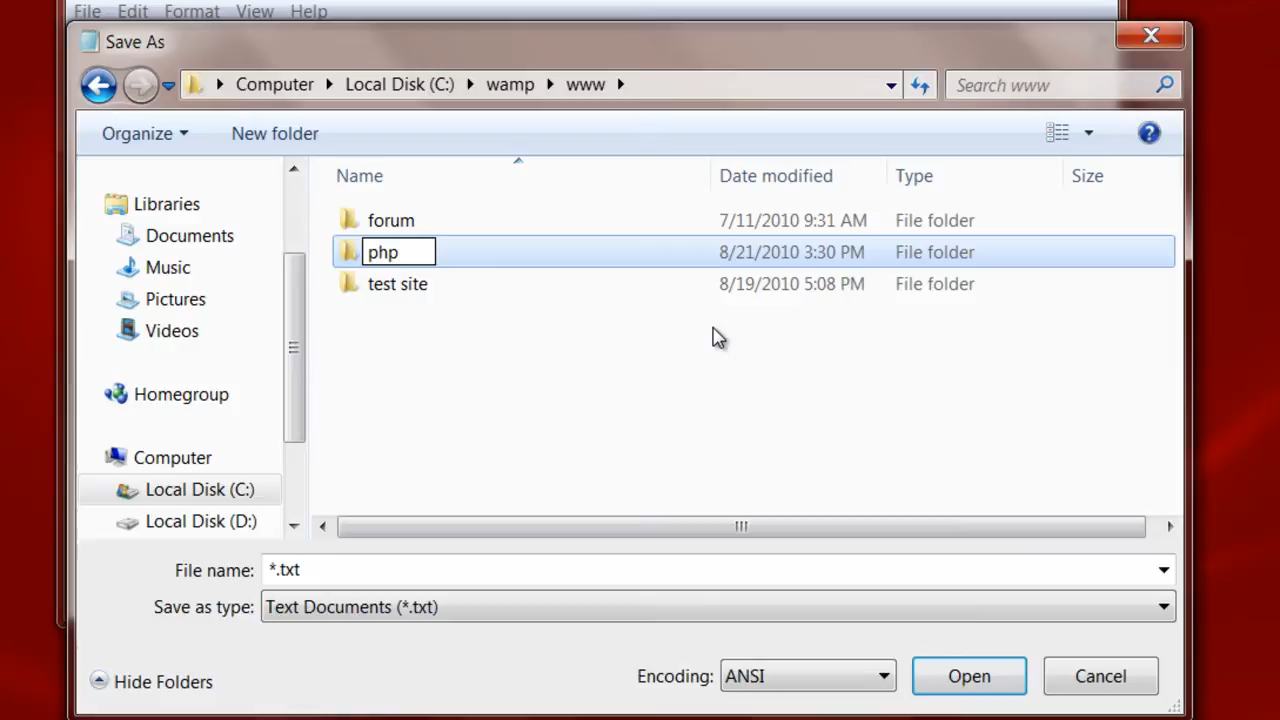 File Edit Format View Help
Save As
Computer Local Disk (C:) wamp www Search www
Organize New folder
Name Date modified Type Size
Libraries
forum 7/11/2010 9:31 AM File folder
Documents
php 8/21/2010 3:30 PM File folder
Music
test site 8/19/2010 5:08 PM File folder
Pictures
Videos
Homegroup
Computer
Local Disk (C:)
Local Disk (D:)
File name: *.txt
Save as type: Text Documents (*.txt)
Hide Folders Encoding: ANSI Open Cancel